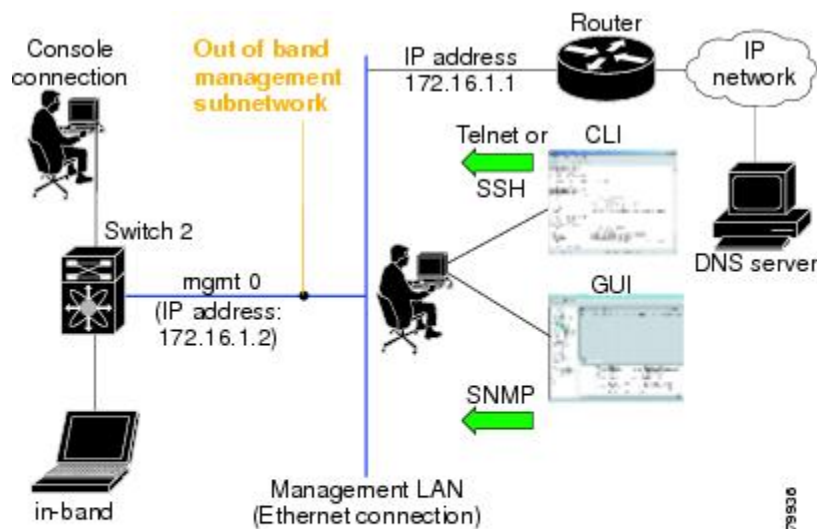 Console
connection
Out of band
management
subnetwork
Router
IP address
172.16.1.1
IP
network
Telnet or
SSH
CLI
Switch 2
DNS server
mgmt 0
(IP address:
172.16.1.2)
GUI
SNMP
in-band
Management LAN
(Ethernet connection)
79936